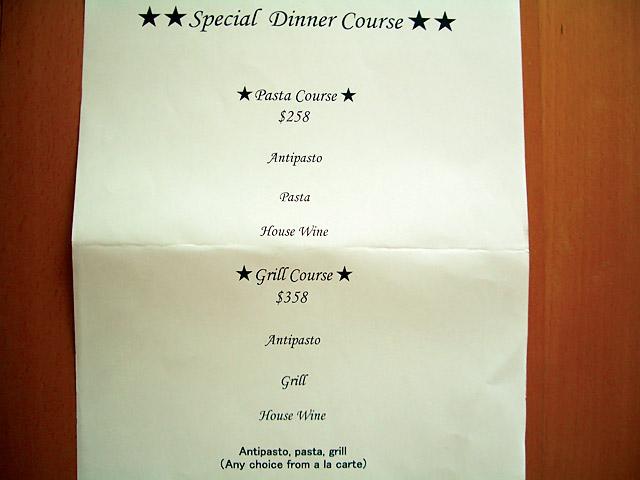 ★★Special Dinner Course★★
★Pasta Course★
$258
Antipasto
Pasta
House Wine
★Grill Course★
$358
Antipasto
Grill
House Wine
Antipasto, pasta, grill
(Any choice from a la carte)